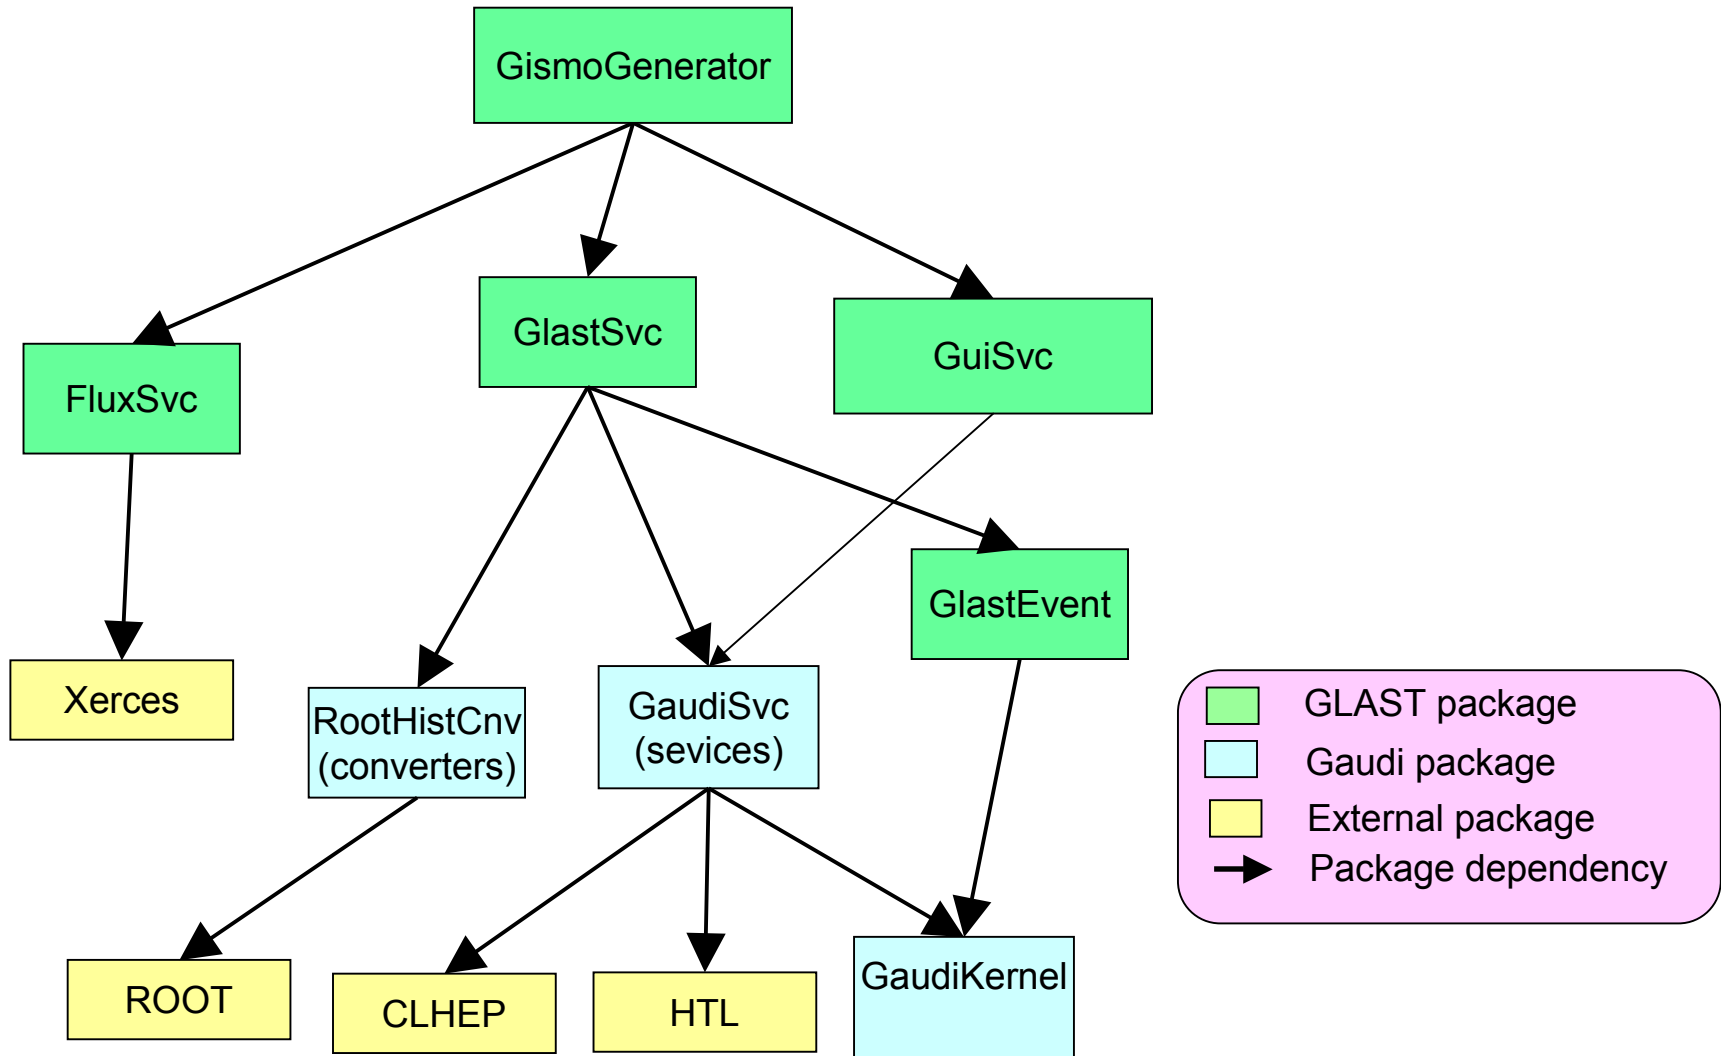 GismoGenerator
GlastSvc
GuiSvc
FluxSvc
GlastEvent
Xerces
RootHistCnv
(converters)
GaudiSvc
(sevices)
GLAST package
Gaudi package
External package
Package dependency
ROOT
CLHEP
HTL
GaudiKernel